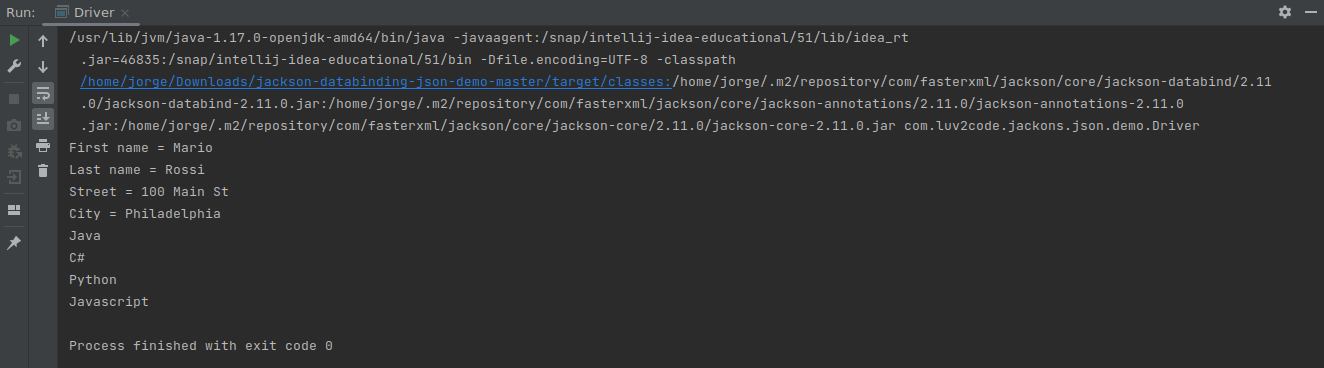 Run: Driver
/usr/lib/jvm/java-1.17.0-openjdk-amd64/bin/java -javaagent:/snap/intellij-idea-educational/51/lib/idea_rt
.jar=46835:/snap/intellij-idea-educational/51/bin -Dfile.encoding=UTF-8 -classpath
/home/jorge/Downloads/jackson-databinding-json-demo-master/target/classes:/home/jorge/.m2/repository/com/fasterxml/jackson/core/jackson-databind/2.11
.0/jackson-databind-2.11.0.jar:/home/jorge/.m2/repository/com/fasterxml/jackson/core/jackson-annotations/2.11.0/jackson-annotations-2.11.0
.jar:/home/jorge/.m2/repository/com/fasterxml/jackson/core/jackson-core/2.11.0/jackson-core-2.11.0.jar com.luv2code.jackons.json.demo.Driver
First name = Mario
Last name = Rossi
Street = 100 Main St
City = Philadelphia
Java
C#
Python
Javascript
Process finished with exit code 0